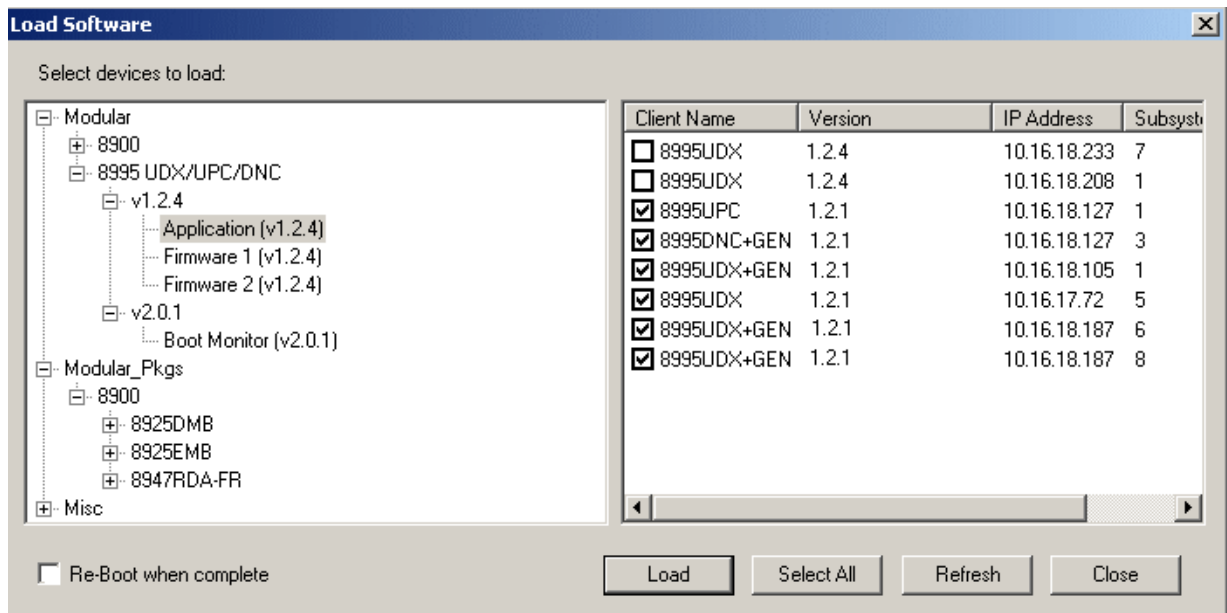 Load Software
Select devices to load:
Modular
8900
8995 UDX/UPC/DNC
v1.2.4
Application (v1.2.4)
Firmware 1 (v1.2.4)
Firmware 2 (v1.2.4)
v2.0.1
Boot Monitor (v2.0.1)
Modular_Pkgs
8900
8925DMB
8925EMB
8947RDA-FR
Misc
Client Name Version IP Address Subsyste
8995UDX 1.2.4 10.16.18.233 7
8995UDX 1.2.4 10.16.18.208 1
8995UPC 1.2.1 10.16.18.127 1
8995DNC+GEN 1.2.1 10.16.18.127 3
8995UDX+GEN 1.2.1 10.16.18.105 1
8995UDX 1.2.1 10.16.17.72 5
8995UDX+GEN 1.2.1 10.16.18.187 6
8995UDX+GEN 1.2.1 10.16.18.187 8
Re-Boot when complete
Load Select All Refresh Close